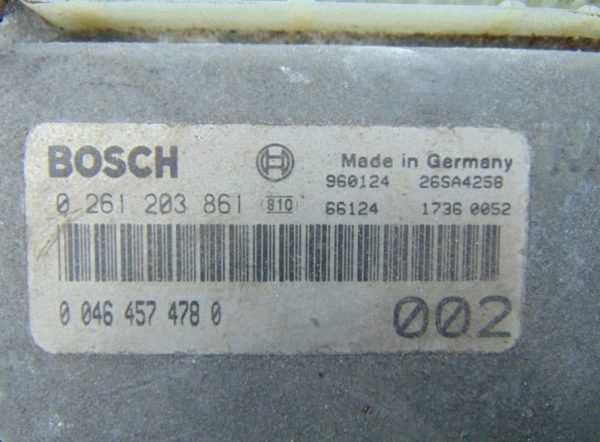 BOSCH Made in Germany
960124 26SA4258
0 261 203 861 810 66124 1736 0052
0 046 457 478 0 002